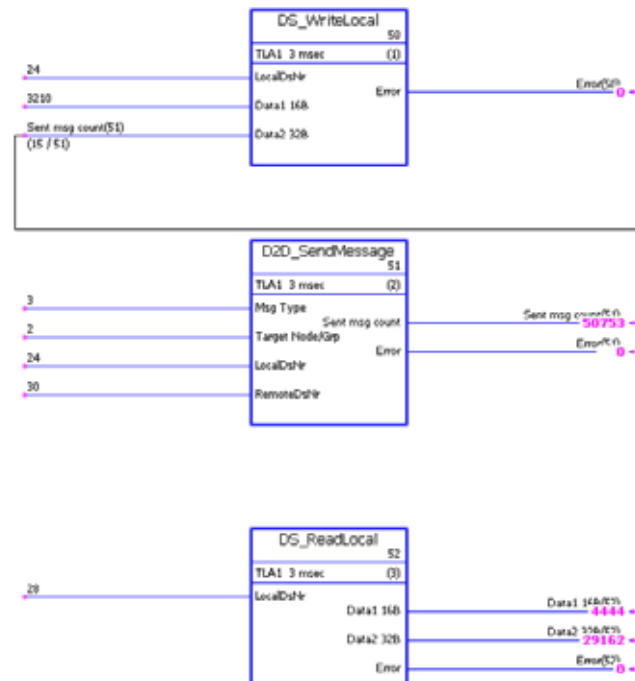 DS_WriteLocal
50
TLA1 3 msec (1)
24
LocalDsNr
Error(50)
Error
0
3210
Data1 16B
Sent msg count(51)
Data2 32B
(15 / 51)
D2D_SendMessage
51
TLA1 3 msec (2)
3
Msg Type
Sent msg count
Sent msg count(51)
50753
2
Target Node/Grp
Error
Error(51)
0
24
LocalDsNr
30
RemoteDsNr
DS_ReadLocal
52
TLA1 3 msec (3)
28
LocalDsNr
Data1 16B
Data1 16B(52)
4444
Data2 32B
Data2 32B(52)
29162
Error
Error(52)
0